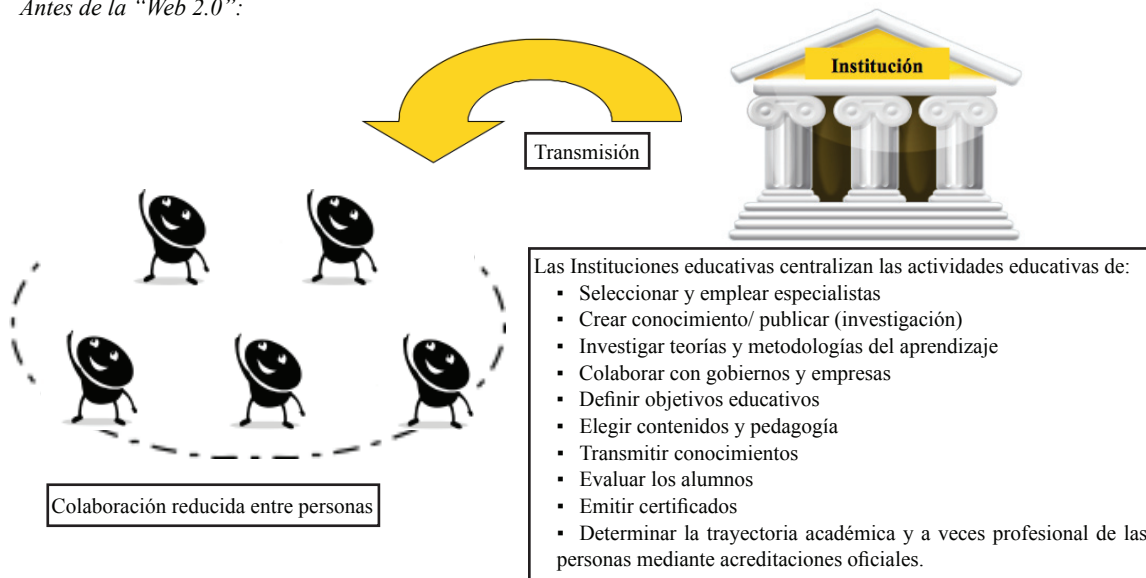 Antes de la “Web 2.0”:
Institución
Transmisión
Las Instituciones educativas centralizan las actividades educativas de:
▪ Seleccionar y emplear especialistas
▪ Crear conocimiento/ publicar (investigación)
▪ Investigar teorías y metodologías del aprendizaje
▪ Colaborar con gobiernos y empresas
▪ Definir objetivos educativos
▪ Elegir contenidos y pedagogía
▪ Transmitir conocimientos
▪ Evaluar los alumnos
▪ Emitir certificados
▪ Determinar la trayectoria académica y a veces profesional de las
personas mediante acreditaciones oficiales.
Colaboración reducida entre personas